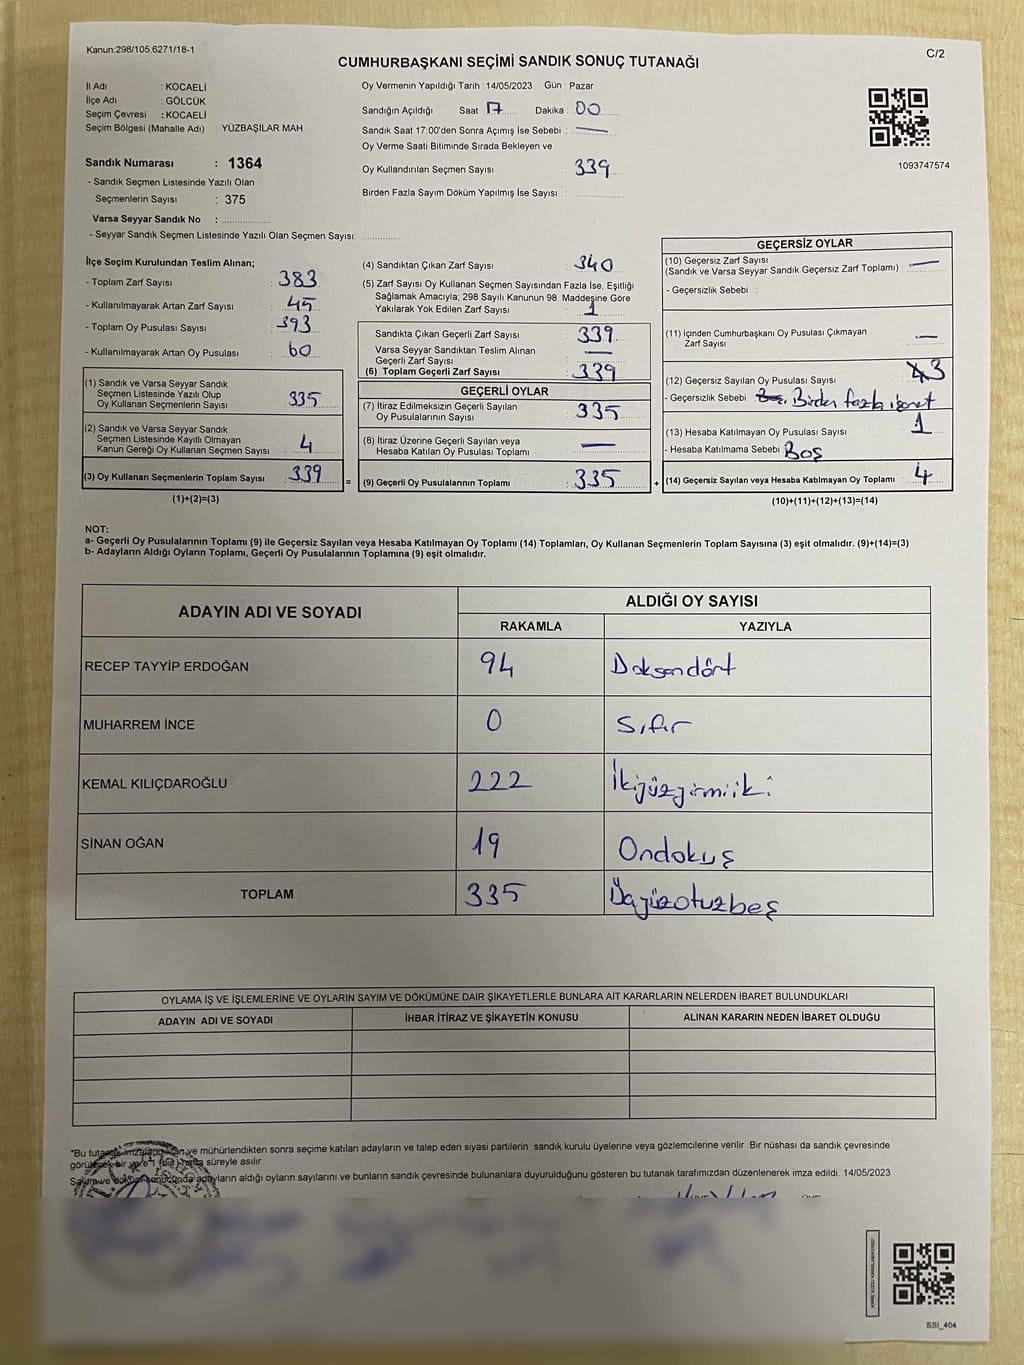 Kanun:298/105,6271/18-1
C/2
CUMHURBAŞKANI SEÇİMİ SANDIK SONUÇ TUTANAĞI
İl Adı : KOCAELİ
İlçe Adı : GÖLCÜK
Seçim Çevresi : KOCAELİ
Seçim Bölgesi (Mahalle Adı) : YÜZBAŞILAR MAH.
Sandık Numarası : 1364
- Sandık Seçmen Listesinde Yazılı Olan
Seçmenlerin Sayısı : 375
Varsa Seyyar Sandık No :
- Seyyar Sandık Seçmen Listesinde Yazılı Olan Seçmen Sayısı:
Oy Vermenin Yapıldığı Tarih : 14/05/2023 Gün : Pazar
Sandığın Açıldığı Saat 17 Dakika : 00
Sandık Saat 17:00'den Sonra Açımış İse Sebebi : —
Oy Verme Saati Bitiminde Sırada Bekleyen ve
Oy Kullandırılan Seçmen Sayısı : 339
Birden Fazla Sayım Döküm Yapılmış İse Sayısı :
1093747574
İlçe Seçim Kurulundan Teslim Alınan;
- Toplam Zarf Sayısı : 383
- Kullanılmayarak Artan Zarf Sayısı : 45
- Toplam Oy Pusulası Sayısı : 393
- Kullanılmayarak Artan Oy Pusulası : 60
(1) Sandık ve Varsa Seyyar Sandık
Seçmen Listesinde Yazılı Olup
Oy Kullanan Seçmenlerin Sayısı : 335
(2) Sandık ve Varsa Seyyar Sandık
Seçmen Listesinde Kayıtlı Olmayan
Kanun Gereği Oy Kullanan Seçmen Sayısı : 4
(3) Oy Kullanan Seçmenlerin Toplam Sayısı : 339
(1)+(2)=(3)
(4) Sandıktan Çıkan Zarf Sayısı : 340
(5) Zarf Sayısı Oy Kullanan Seçmen Sayısından Fazla İse, Eşitliği
Sağlamak Amacıyla; 298 Sayılı Kanunun 98. Maddesine Göre
Yakılarak Yok Edilen Zarf Sayısı : 1
Sandıkta Çıkan Geçerli Zarf Sayısı : 339
Varsa Seyyar Sandıktan Teslim Alınan
Geçerli Zarf Sayısı : —
(6) Toplam Geçerli Zarf Sayısı : 339
GEÇERLİ OYLAR
(7) İtiraz Edilmeksizin Geçerli Sayılan
Oy Pusulalarının Sayısı : 335
(8) İtiraz Üzerine Geçerli Sayılan veya
Hesaba Katılan Oy Pusulası Toplamı : —
= (9) Geçerli Oy Pusulalarının Toplamı : 335 +
GEÇERSİZ OYLAR
(10) Geçersiz Zarf Sayısı
(Sandık ve Varsa Seyyar Sandık Geçersiz Zarf Toplamı) : —
- Geçersizlik Sebebi :
(11) İçinden Cumhurbaşkanı Oy Pusulası Çıkmayan
Zarf Sayısı : —
(12) Geçersiz Sayılan Oy Pusulası Sayısı 3
- Geçersizlik Sebebi Birden fazla işaret
(13) Hesaba Katılmayan Oy Pusulası Sayısı : 1
- Hesaba Katılmama Sebebi : Boş
(14) Geçersiz Sayılan veya Hesaba Katılmayan Oy Toplamı : 4
(10)+(11)+(12)+(13)=(14)
NOT:
a- Geçerli Oy Pusulalarının Toplamı (9) ile Geçersiz Sayılan veya Hesaba Katılmayan Oy Toplamı (14) Toplamları, Oy Kullanan Seçmenlerin Toplam Sayısına (3) eşit olmalıdır. (9)+(14)=(3)
b- Adayların Aldığı Oyların Toplamı, Geçerli Oy Pusulalarının Toplamına (9) eşit olmalıdır.
ADAYIN ADI VE SOYADI ALDIĞI OY SAYISI
RAKAMLA YAZIYLA
RECEP TAYYİP ERDOĞAN 94 Doksandört
MUHARREM İNCE 0 Sıfır
KEMAL KILIÇDAROĞLU 222 İkiyüzyirmiiki
SİNAN OĞAN 19 Ondokuş
TOPLAM 335 Üçyüzotuzbeş
OYLAMA İŞ VE İŞLEMLERİNE VE OYLARIN SAYIM VE DÖKÜMÜNE DAİR ŞİKAYETLERLE BUNLARA AİT KARARLARIN NELERDEN İBARET BULUNDUKLARI
ADAYIN ADI VE SOYADI İHBAR İTİRAZ VE ŞİKAYETİN KONUSU ALINAN KARARIN NEDEN İBARET OLDUĞU
*Bu tutanak imzalandıktan ve mühürlendikten sonra seçime katılan adayların ve talep eden siyasi partilerin sandık kurulu üyelerine veya gözlemcilerine verilir. Bir nüshası da sandık çevresinde
görülecek bir yere 1 (bir) hafta süreyle asılır.
Sayım ve döküm sonucunda adayların aldığı oyların sayılarını ve bunların sandık çevresinde bulunanlara duyurulduğunu gösteren bu tutanak tarafımızdan düzenlenerek imza edildi. 14/05/2023
SSI_404